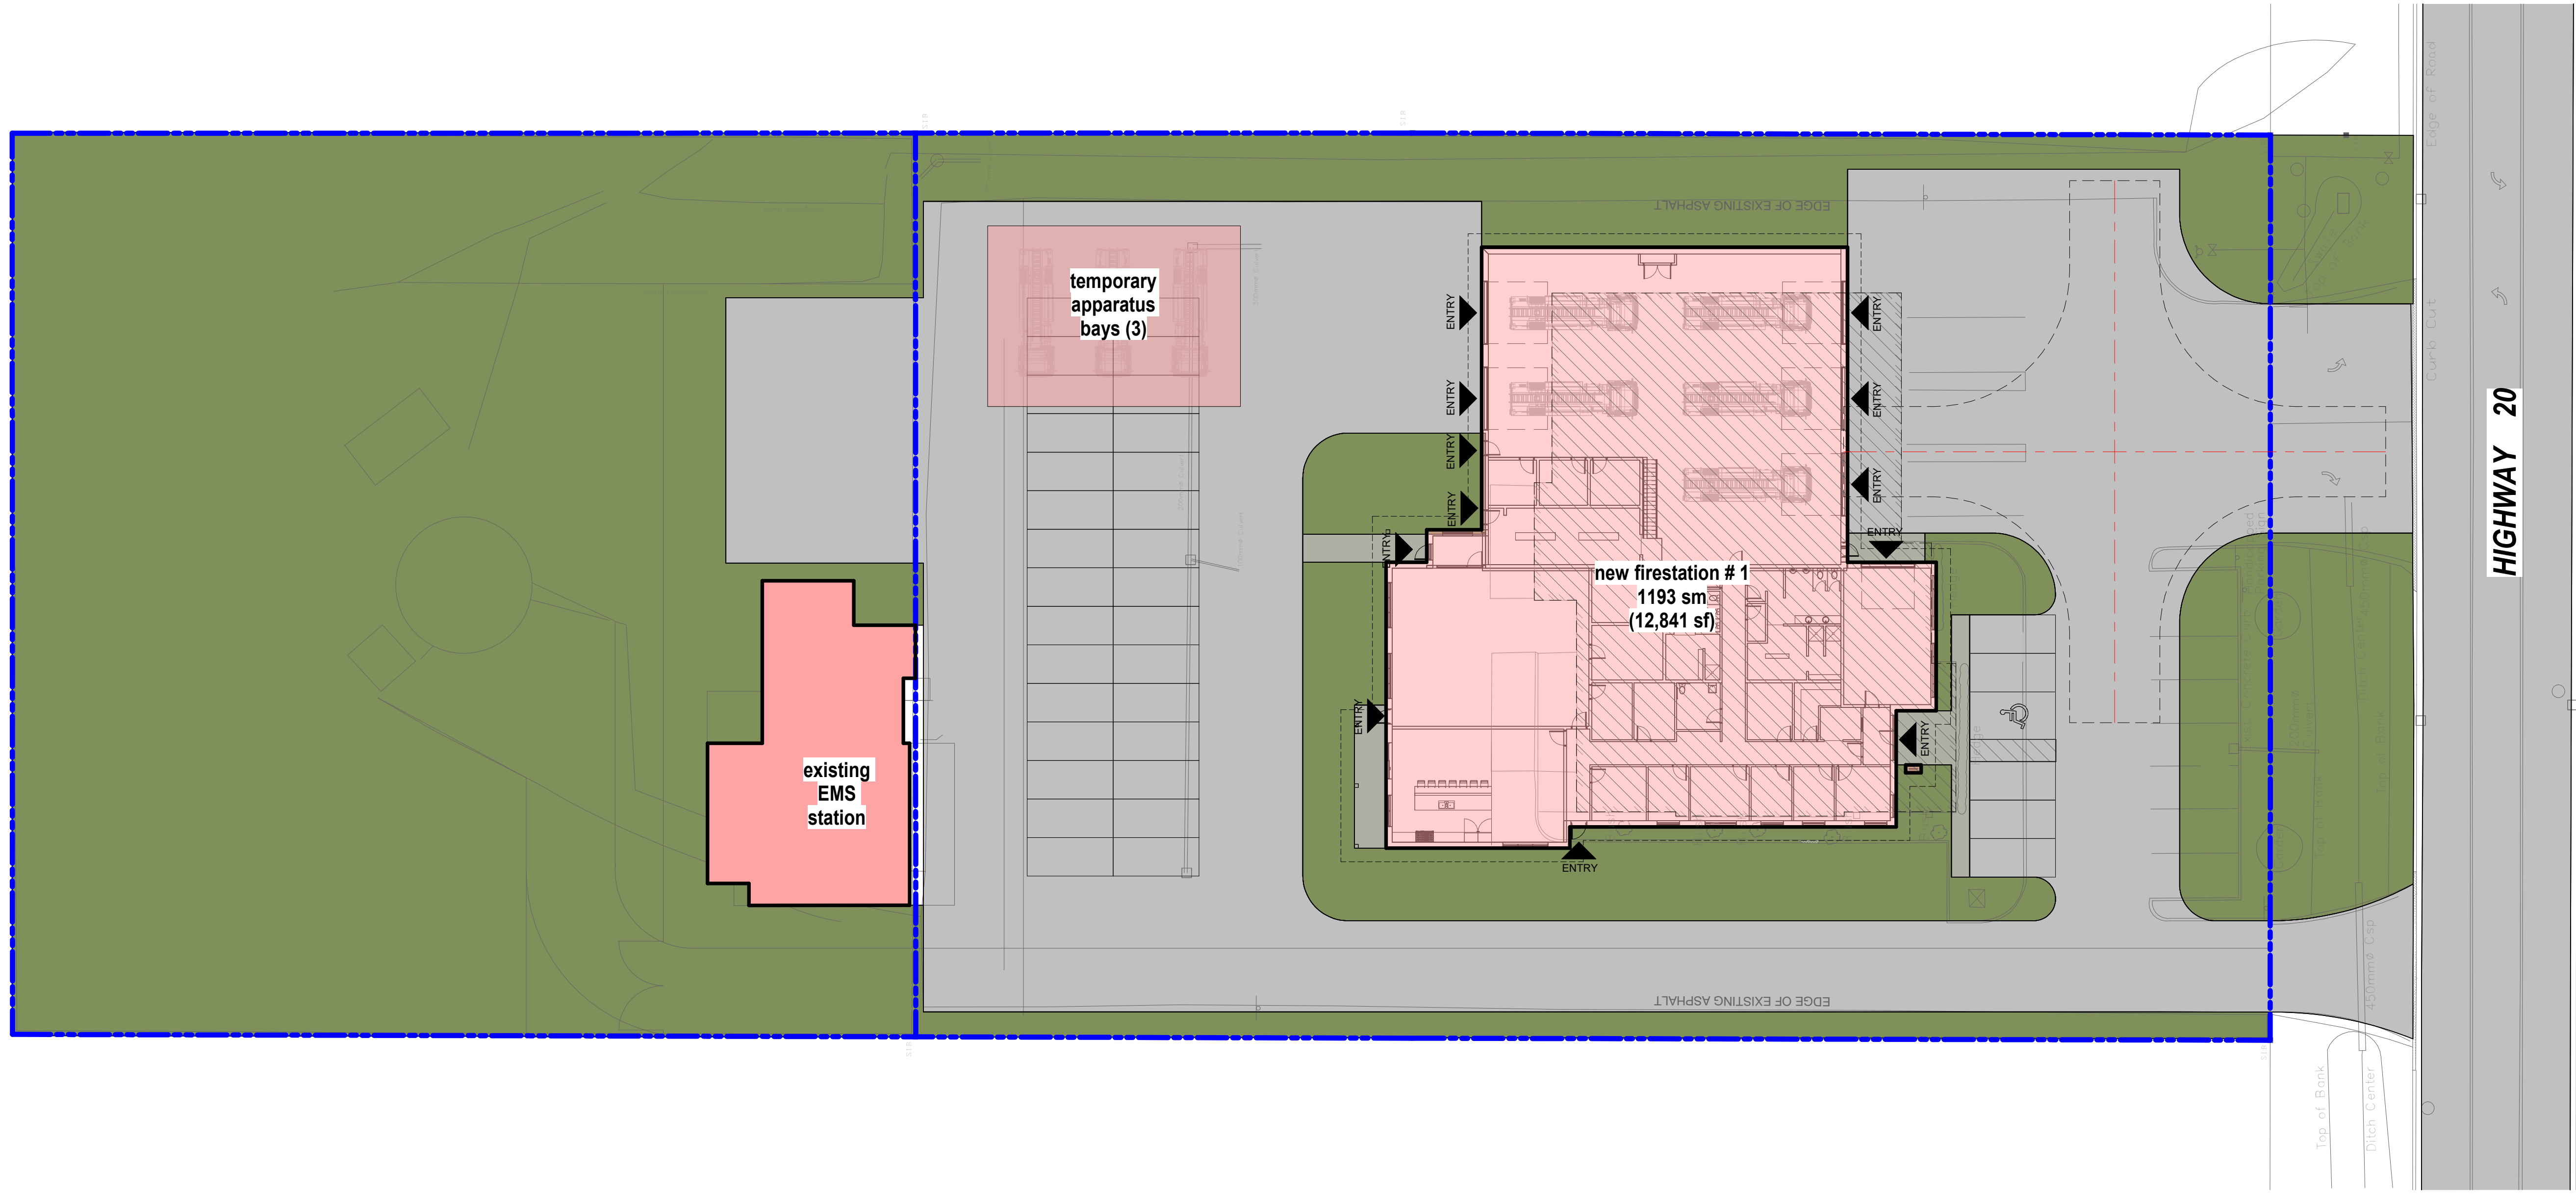 Edge of Road
EDGE OF EXISTING ASPHALT
temporary
apparatus
bays (3)
Curb Cut
ENTRY
ENTRY
ENTRY
ENTRY
ENTRY
ENTRY
ENTRY
HIGHWAY 20
ENTRY
ENTRY
new firestation # 1
1193 sm
(12,841 sf)
ENTRY
ENTRY
existing
EMS
station
ENTRY
EDGE OF EXISTING ASPHALT
450mmø Csp
Top of Bank
Ditch Center